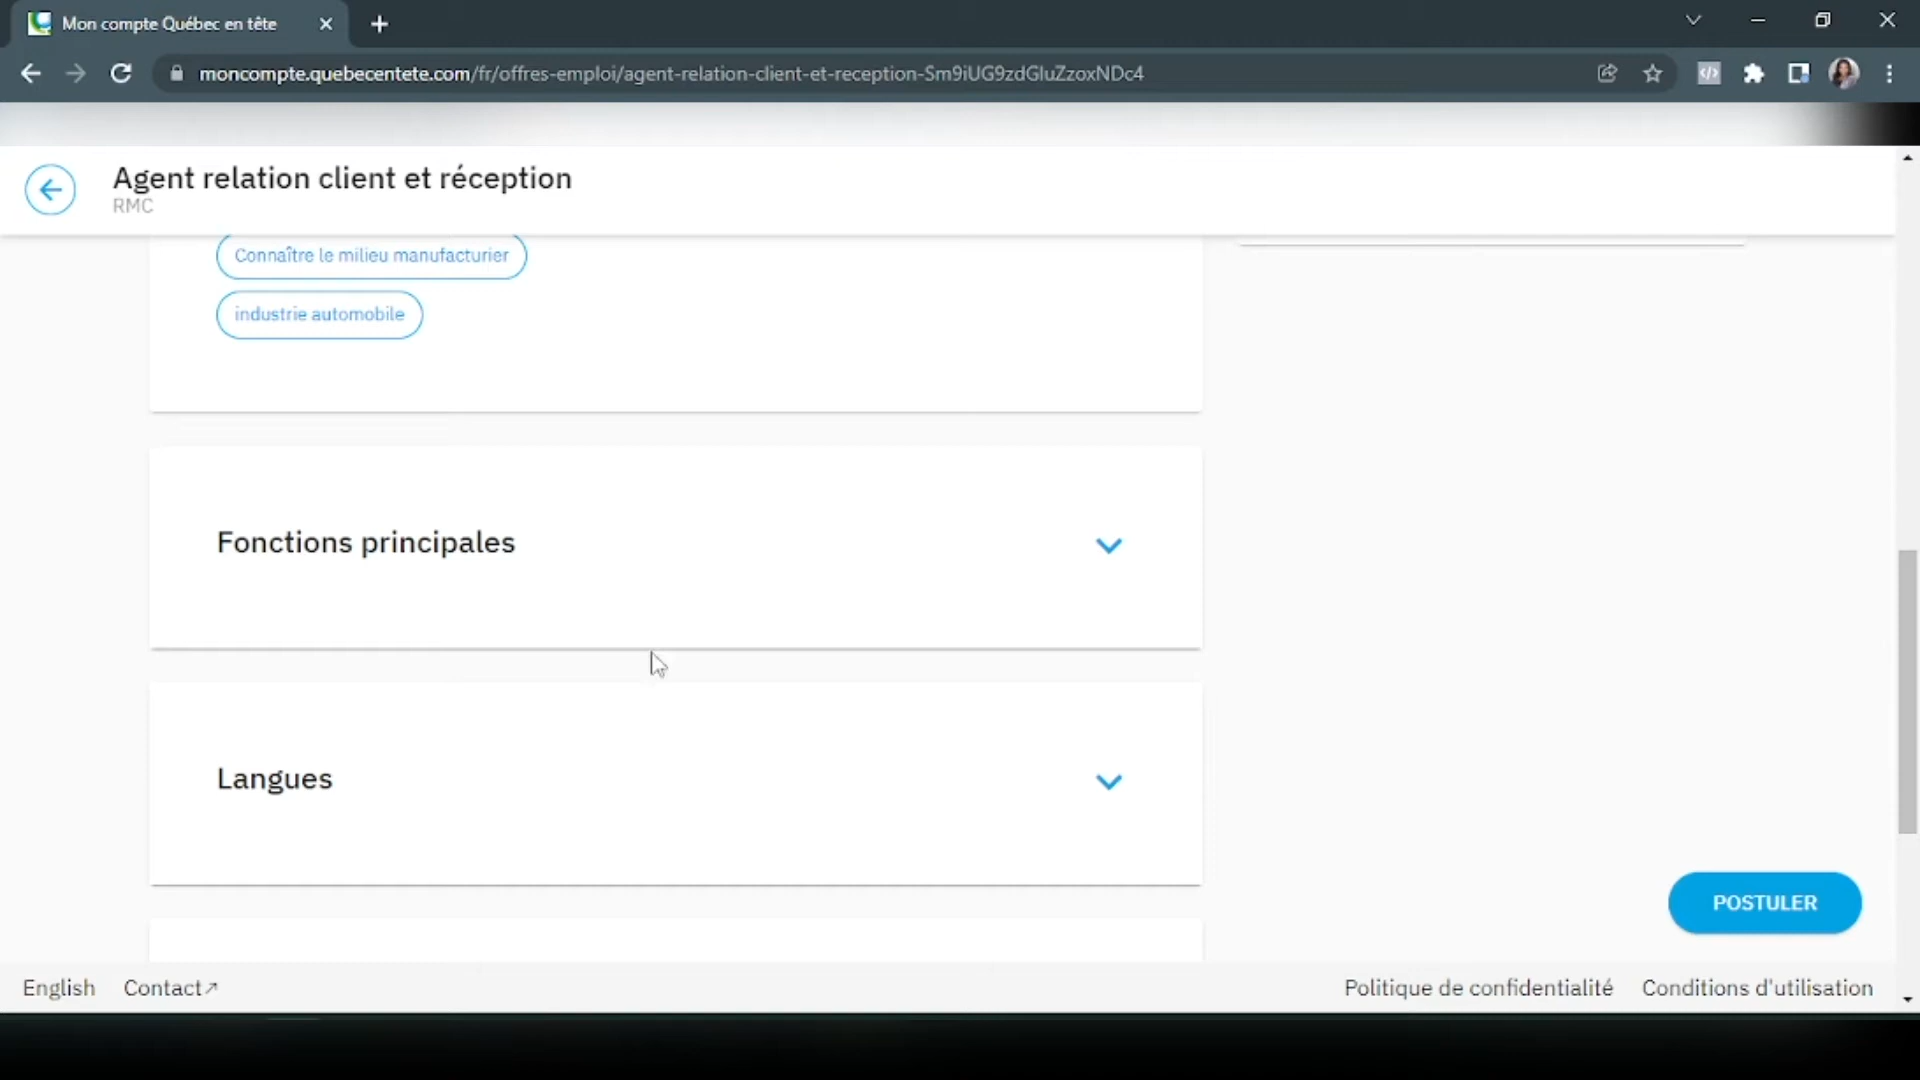 Mon compte Québec en tête
moncompte.quebecentete.com/fr/offres-emploi/agent-relation-client-et-reception-Sm9iUG9zdGluZzoxNDc4
Agent relation client et réception
RMC
Connaître le milieu manufacturier
industrie automobile
Fonctions principales
Langues
POSTULER
English Contact↗
Politique de confidentialité Conditions d'utilisation